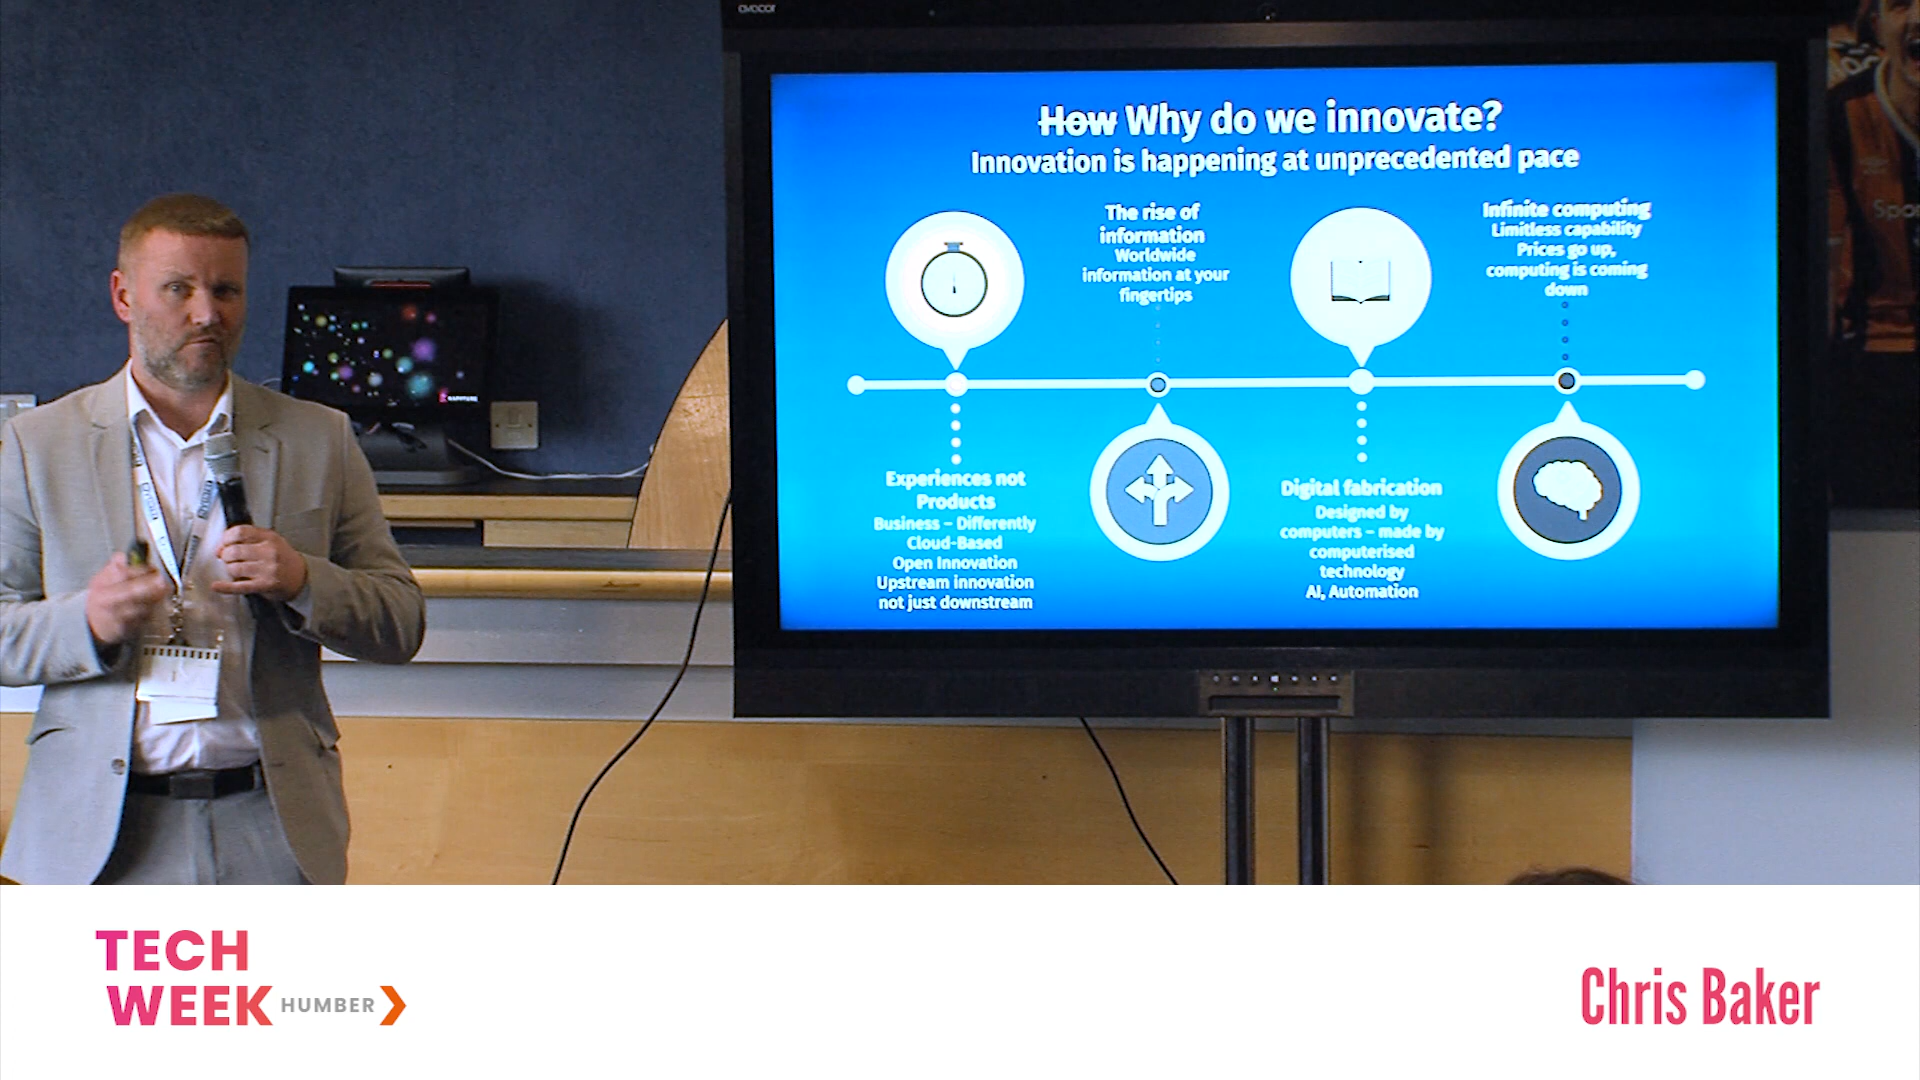 avocor
How Why do we innovate?
Innovation is happening at unprecedented pace
The rise of
information
Worldwide
information at your
fingertips
Infinite computing
Limitless capability
Prices go up,
computing is coming
down
Experiences not
Products
Business – Differently
Cloud-Based
Open Innovation
Upstream innovation
not just downstream
Digital fabrication
Designed by
computers – made by
computerised
technology
AI, Automation
TECH
WEEK HUMBER
Chris Baker